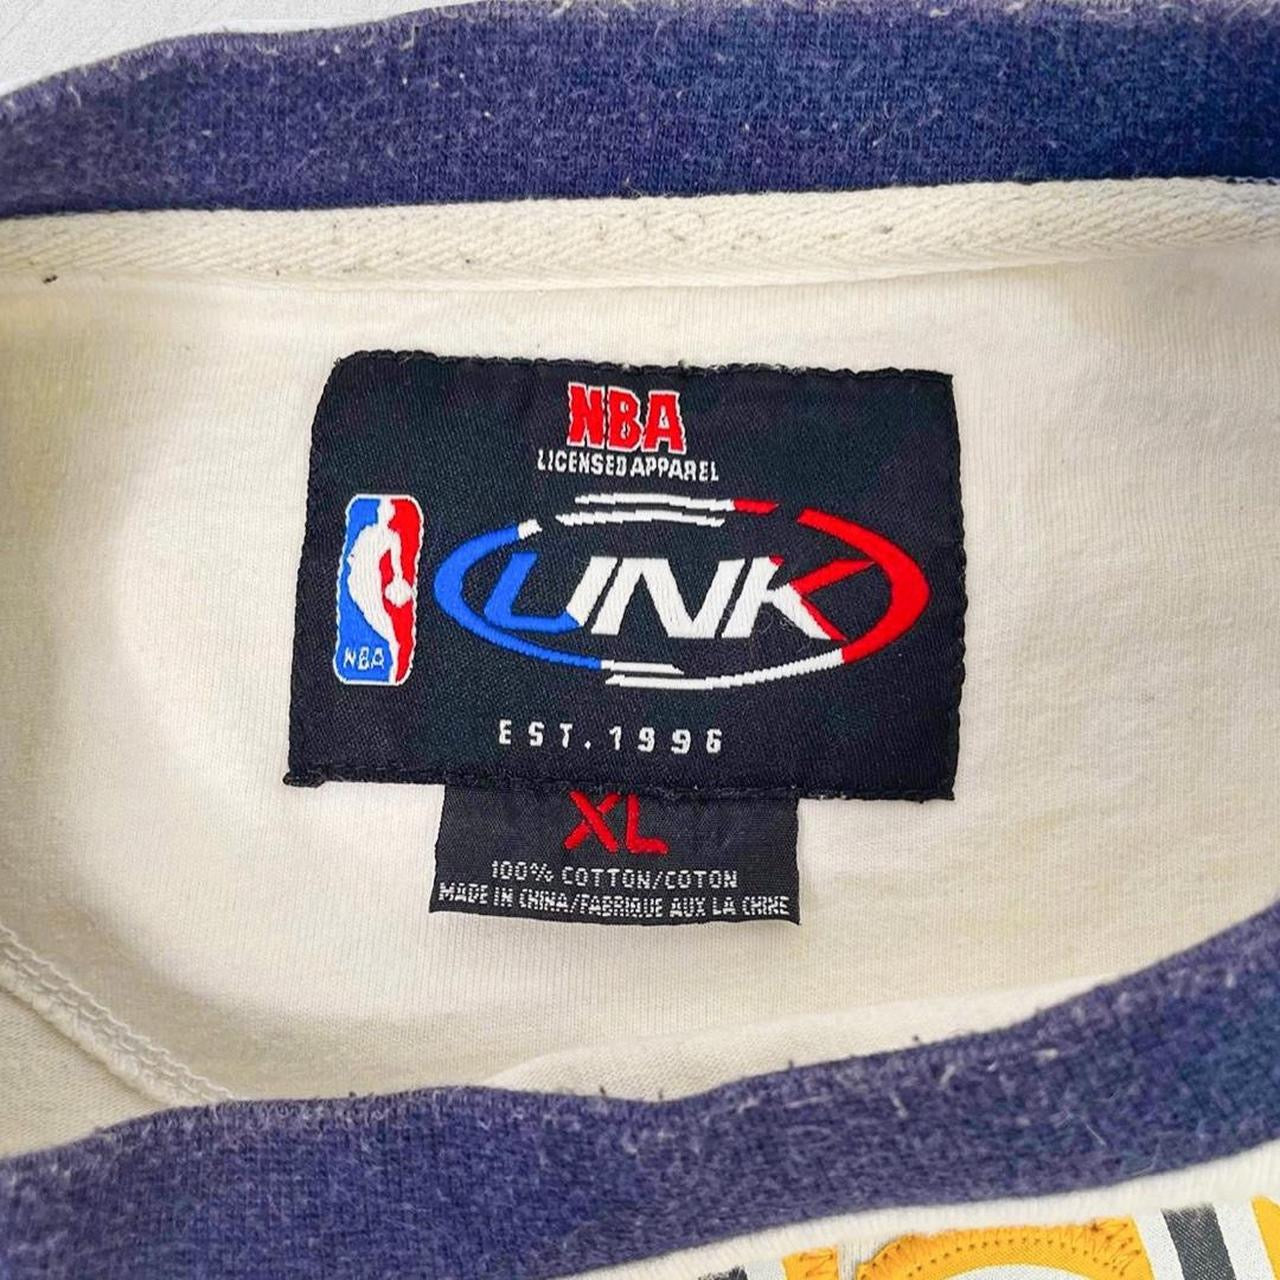 NBA
LICENSED APPAREL
NBA
UNK
EST. 1996
XL
100% COTTON/COTON
MADE IN CHINA/FABRIQUE AUX LA CHINE